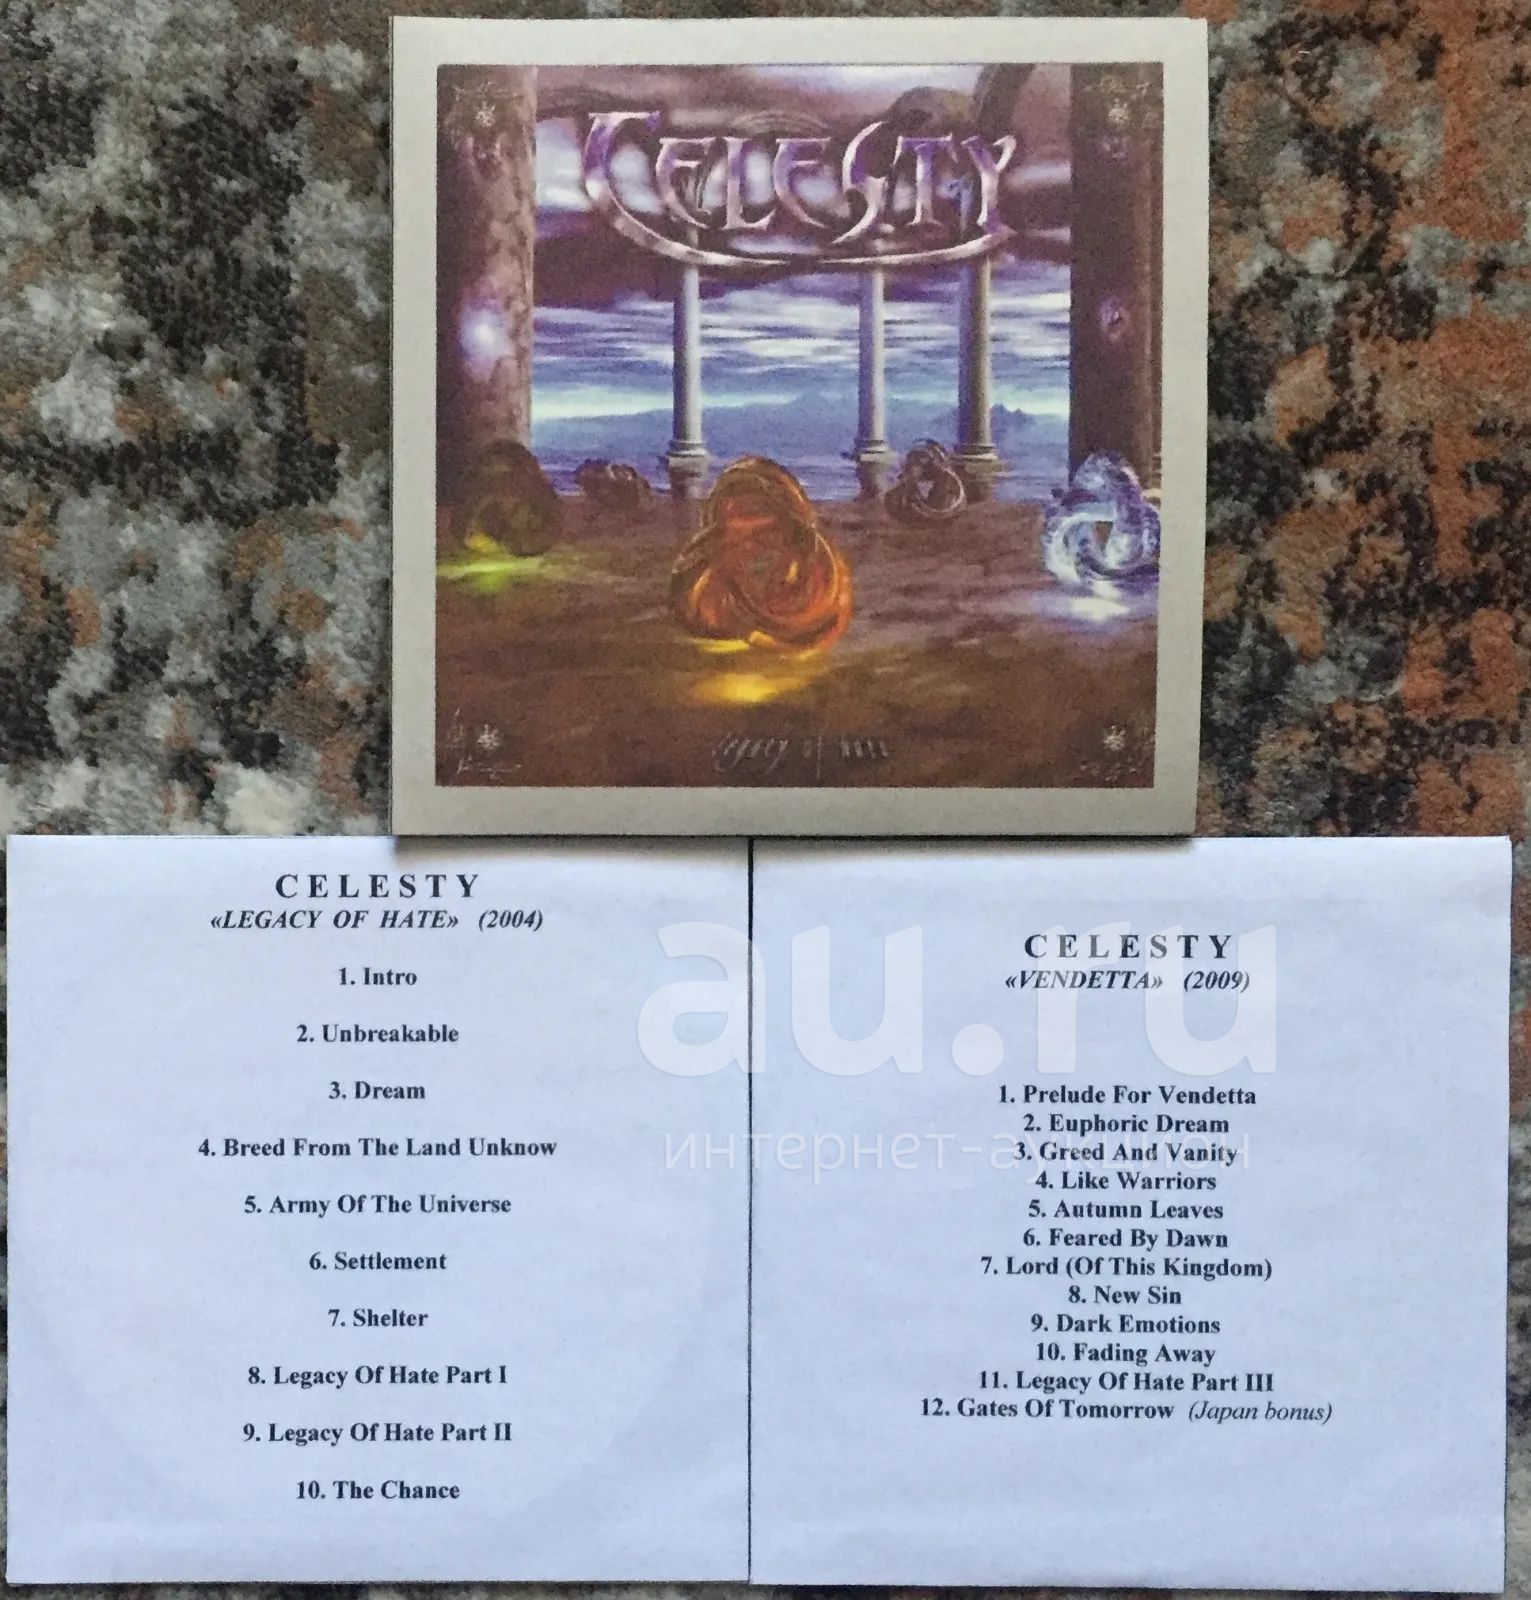 CELESTY
Legacy of Hate
CELESTY
«LEGACY OF HATE» (2004)
1. Intro
2. Unbreakable
3. Dream
4. Breed From The Land Unknow
5. Army Of The Universe
6. Settlement
7. Shelter
8. Legacy Of Hate Part I
9. Legacy Of Hate Part II
10. The Chance
CELESTY
«VENDETTA» (2009)
1. Prelude For Vendetta
2. Euphoric Dream
3. Greed And Vanity
4. Like Warriors
5. Autumn Leaves
6. Feared By Dawn
7. Lord (Of This Kingdom)
8. New Sin
9. Dark Emotions
10. Fading Away
11. Legacy Of Hate Part III
12. Gates Of Tomorrow (Japan bonus)
au.ru
интернет-аукцион